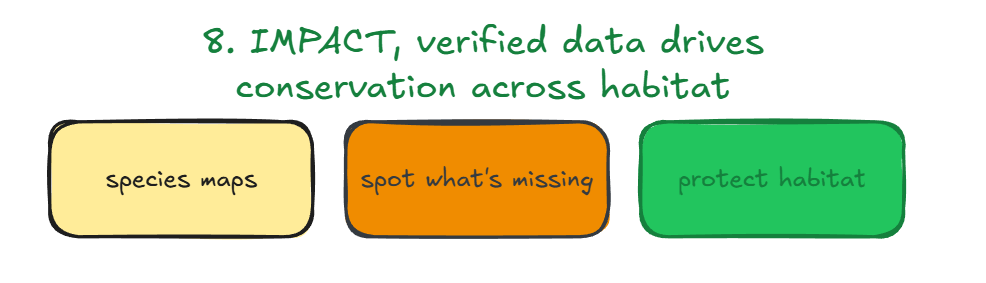 8. IMPACT, verified data drives
conservation across habitat
species maps
spot what's missing
protect habitat